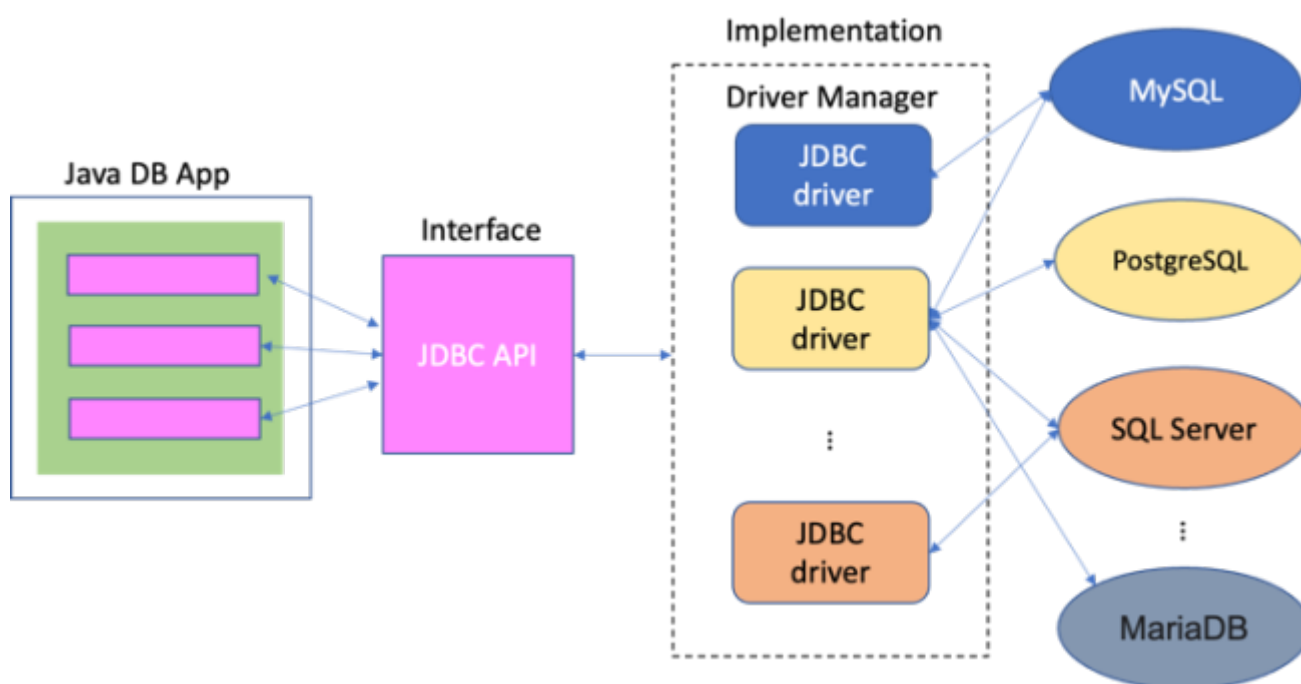 Implementation
Driver Manager
MySQL
JDBC
driver
Java DB App
Interface
PostgreSQL
JDBC
driver
JDBC API
...
SQL Server
...
JDBC
driver
MariaDB